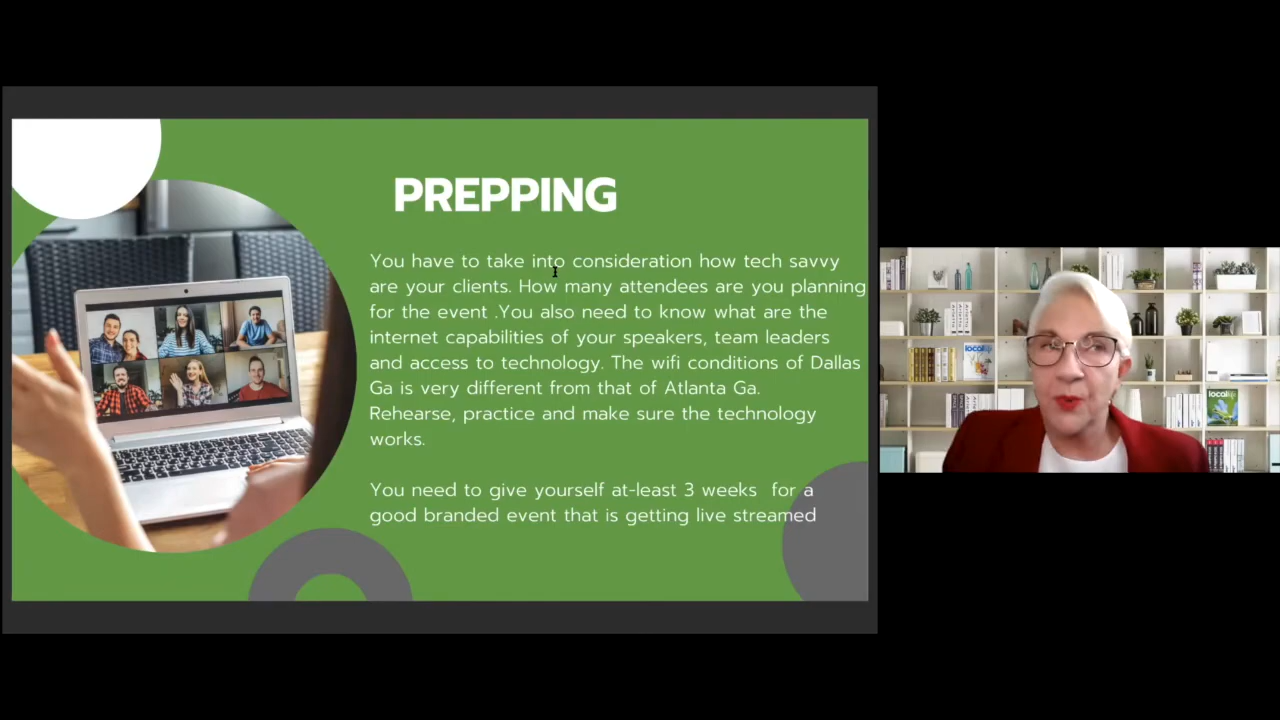 PREPPING
You have to take into consideration how tech savvy
are your clients. How many attendees are you planning
for the event .You also need to know what are the
internet capabilities of your speakers, team leaders
and access to technology. The wifi conditions of Dallas
Ga is very different from that of Atlanta Ga.
Rehearse, practice and make sure the technology
works.
You need to give yourself at-least 3 weeks  for a
good branded event that is getting live streamed
local
local